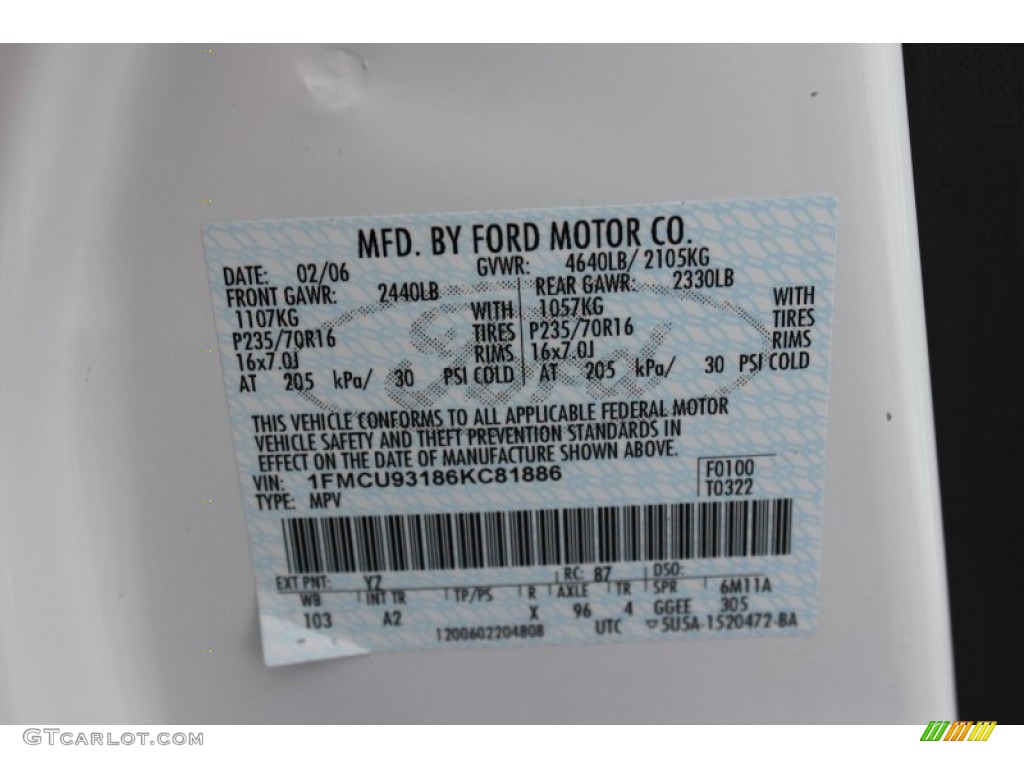 MFD. BY FORD MOTOR CO.
DATE: 02/06 GVWR: 4640LB/ 2105KG
FRONT GAWR: 2440LB REAR GAWR: 2330LB
1107KG WITH 1057KG WITH
P235/70R16 TIRES P235/70R16 TIRES
16x7.0J RIMS 16x7.0J RIMS
AT 205 kPa/ 30 PSI COLD AT 205 kPa/ 30 PSI COLD
Ford
THIS VEHICLE CONFORMS TO ALL APPLICABLE FEDERAL MOTOR
VEHICLE SAFETY AND THEFT PREVENTION STANDARDS IN
EFFECT ON THE DATE OF MANUFACTURE SHOWN ABOVE.
VIN: 1FMCU93186KC81886 F0100
TYPE: MPV T0322
EXT PNT: Y7 RC: 87 DSO:
WB INT TR TP/PS R AXLE TR SPR 6M11A
103 A2 X 96 4 GGEE 305
1200602204808 UTC ▽5U5A-1520472-BA
GTCarlot.com